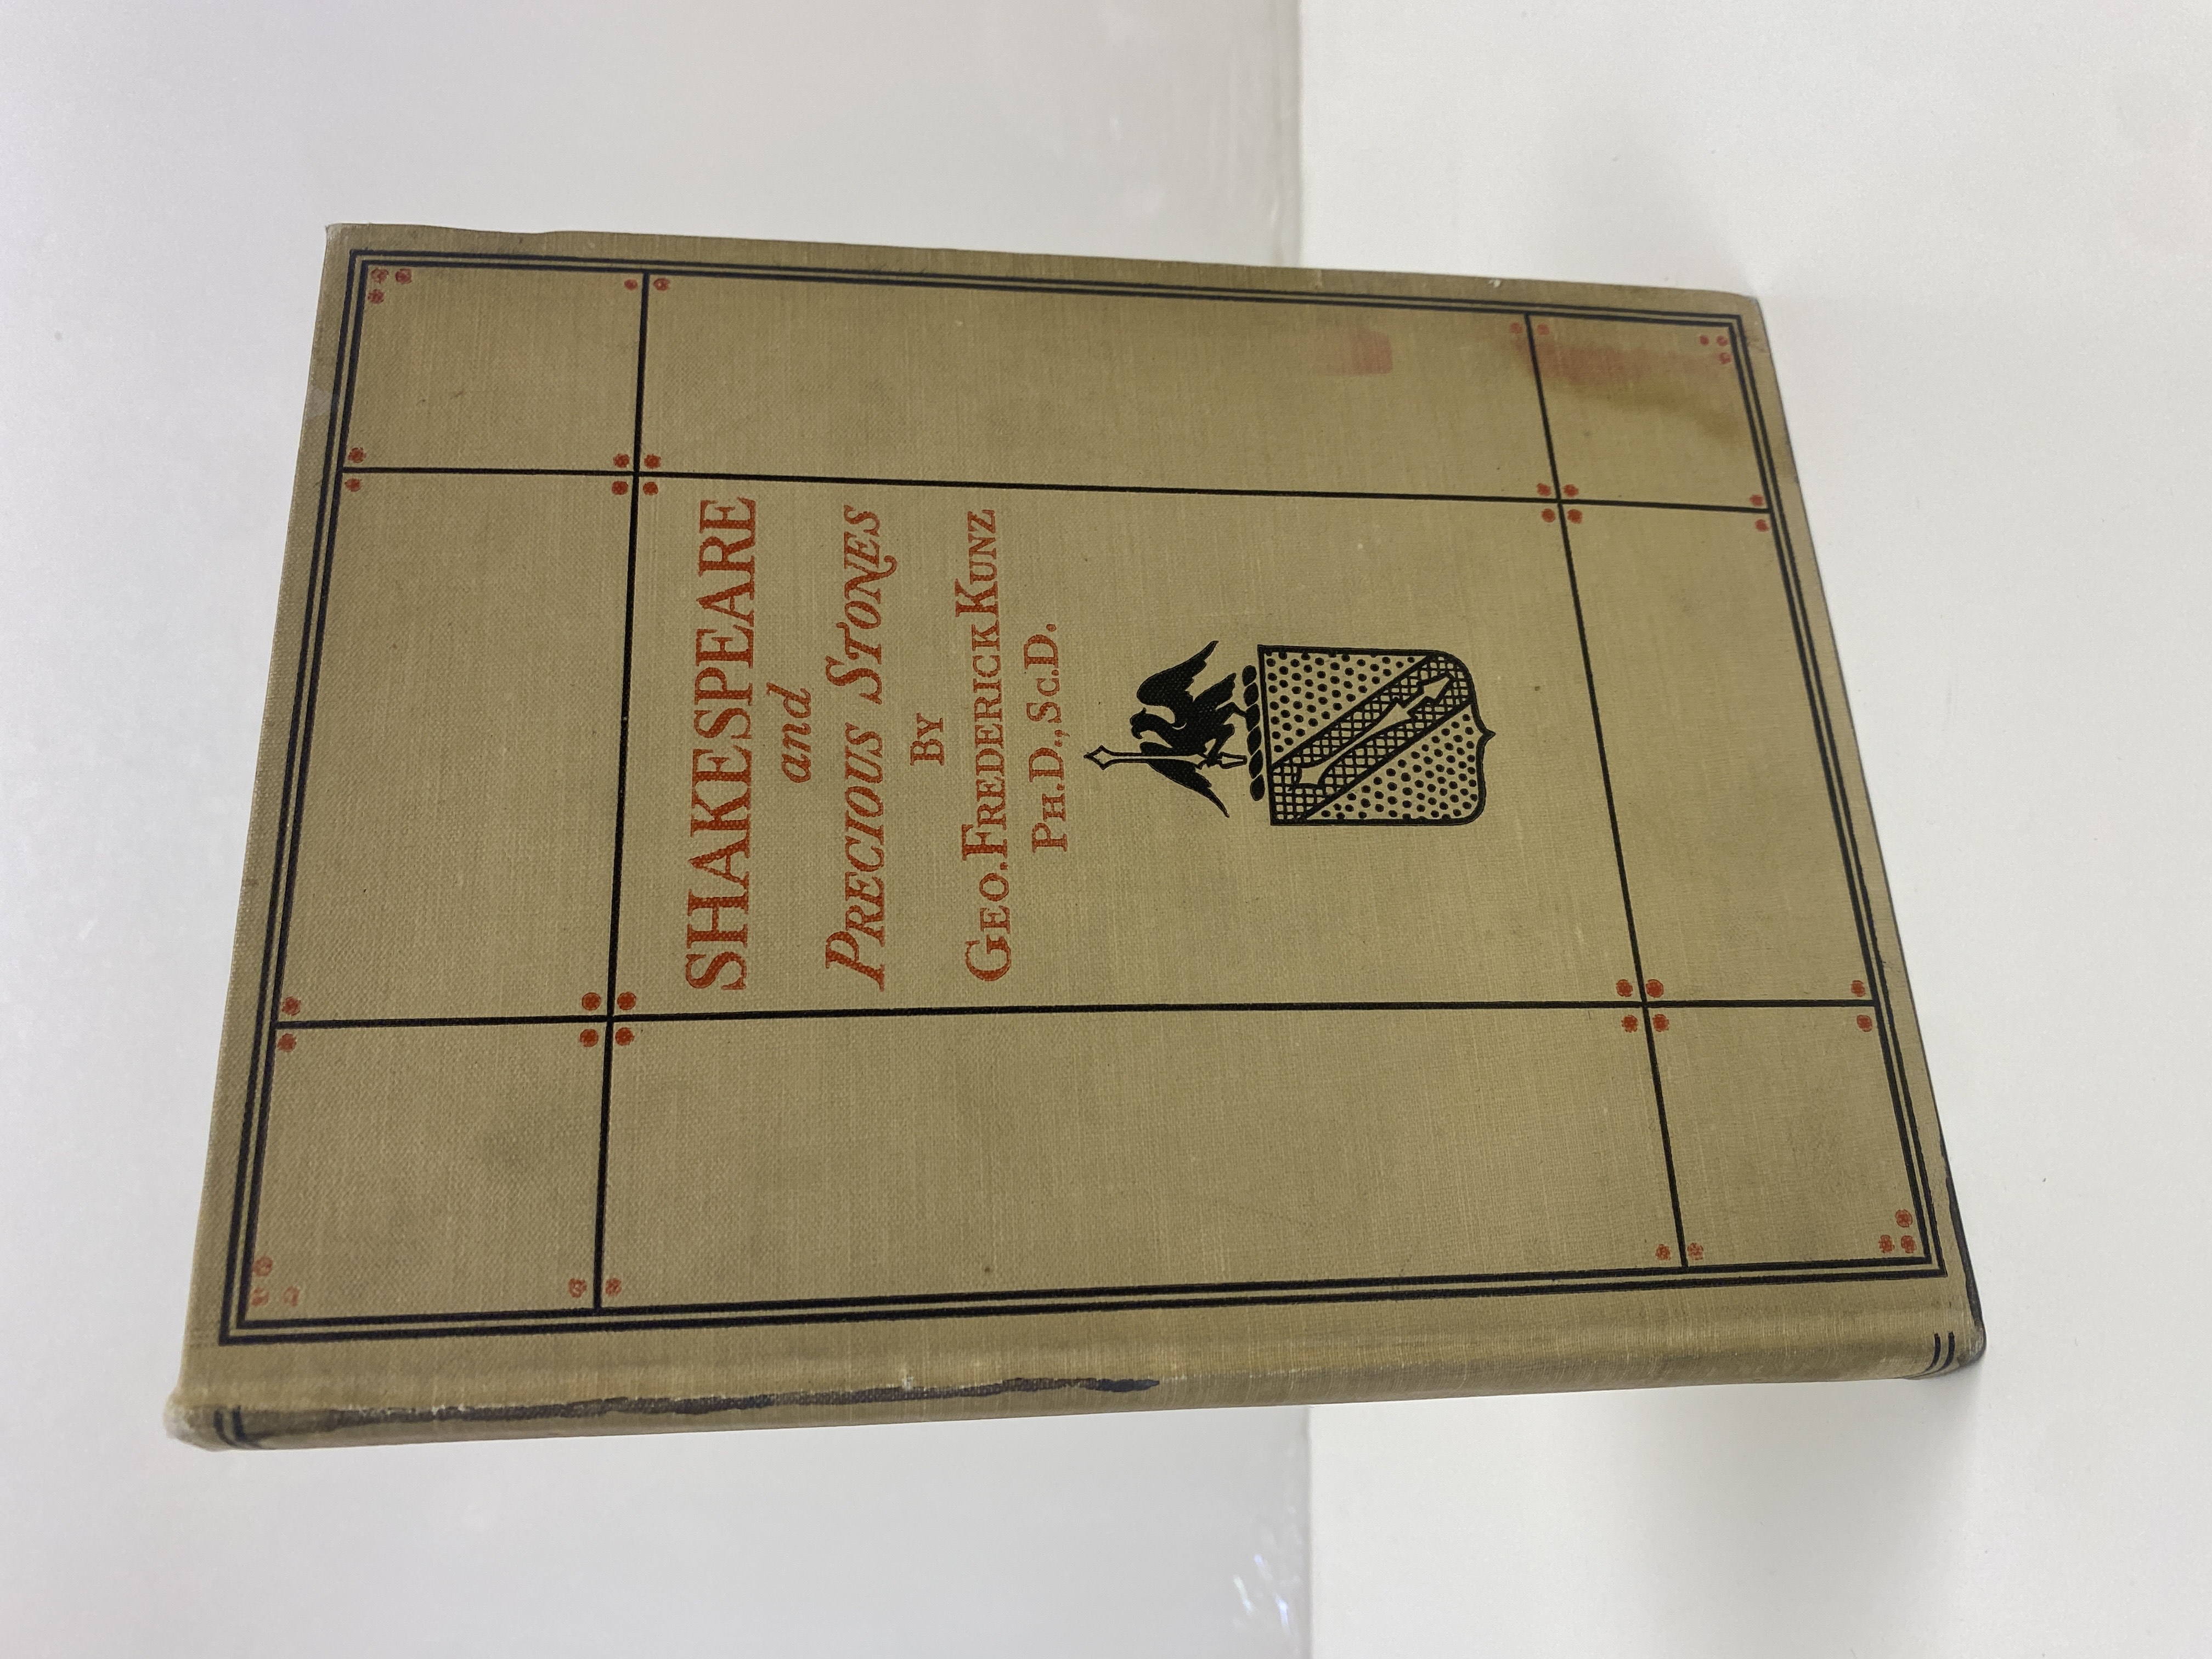 SHAKESPEARE
and
PRECIOUS STONES
BY
GEO. FREDERICK KUNZ
PH.D., SC.D.